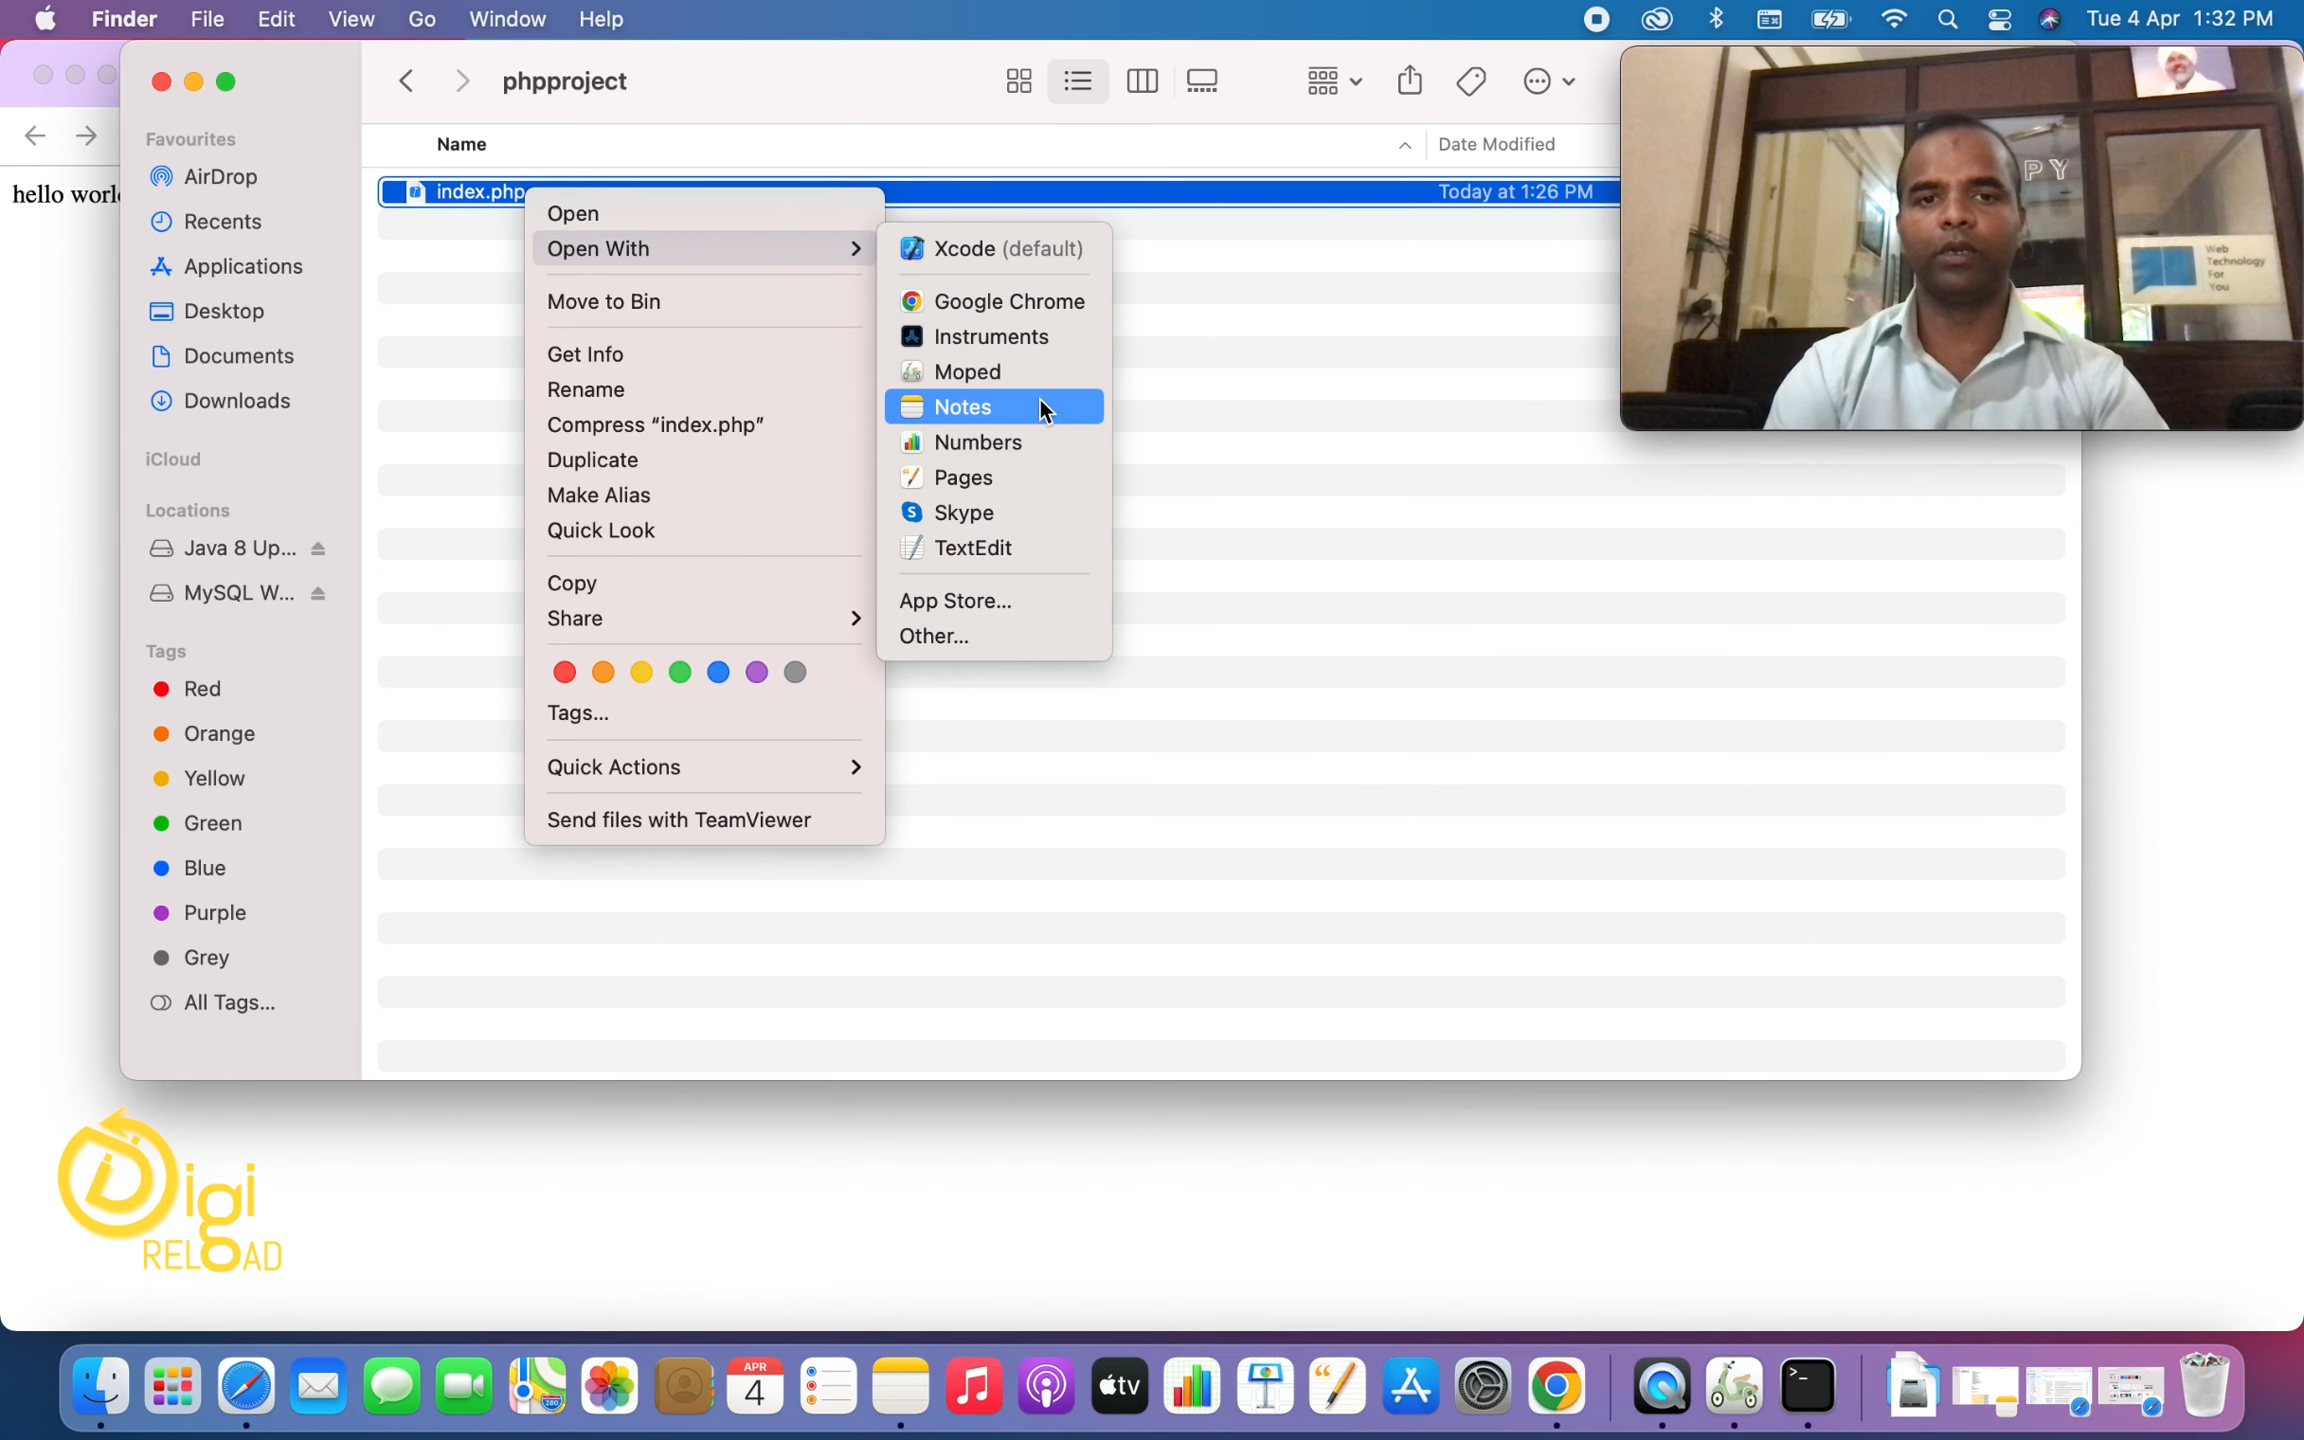 Finder File Edit View Go Window Help Tue 4 Apr 1:32 PM
phpproject
Favourites
AirDrop
Recents
Applications
Desktop
Documents
Downloads
iCloud
Locations
Java 8 Up...
MySQL W...
Tags
Red
Orange
Yellow
Green
Blue
Purple
Grey
All Tags...
hello worl
Name Date Modified
index.php Today at 1:26 PM
Open
Open With
Move to Bin
Get Info
Rename
Compress “index.php”
Duplicate
Make Alias
Quick Look
Copy
Share
Tags...
Quick Actions
Send files with TeamViewer
Xcode (default)
Google Chrome
Instruments
Moped
Notes
Numbers
Pages
Skype
TextEdit
App Store...
Other...
PY
Web
Technology
For
You
Digi
RELOAD
APR
4
tv
280
>_